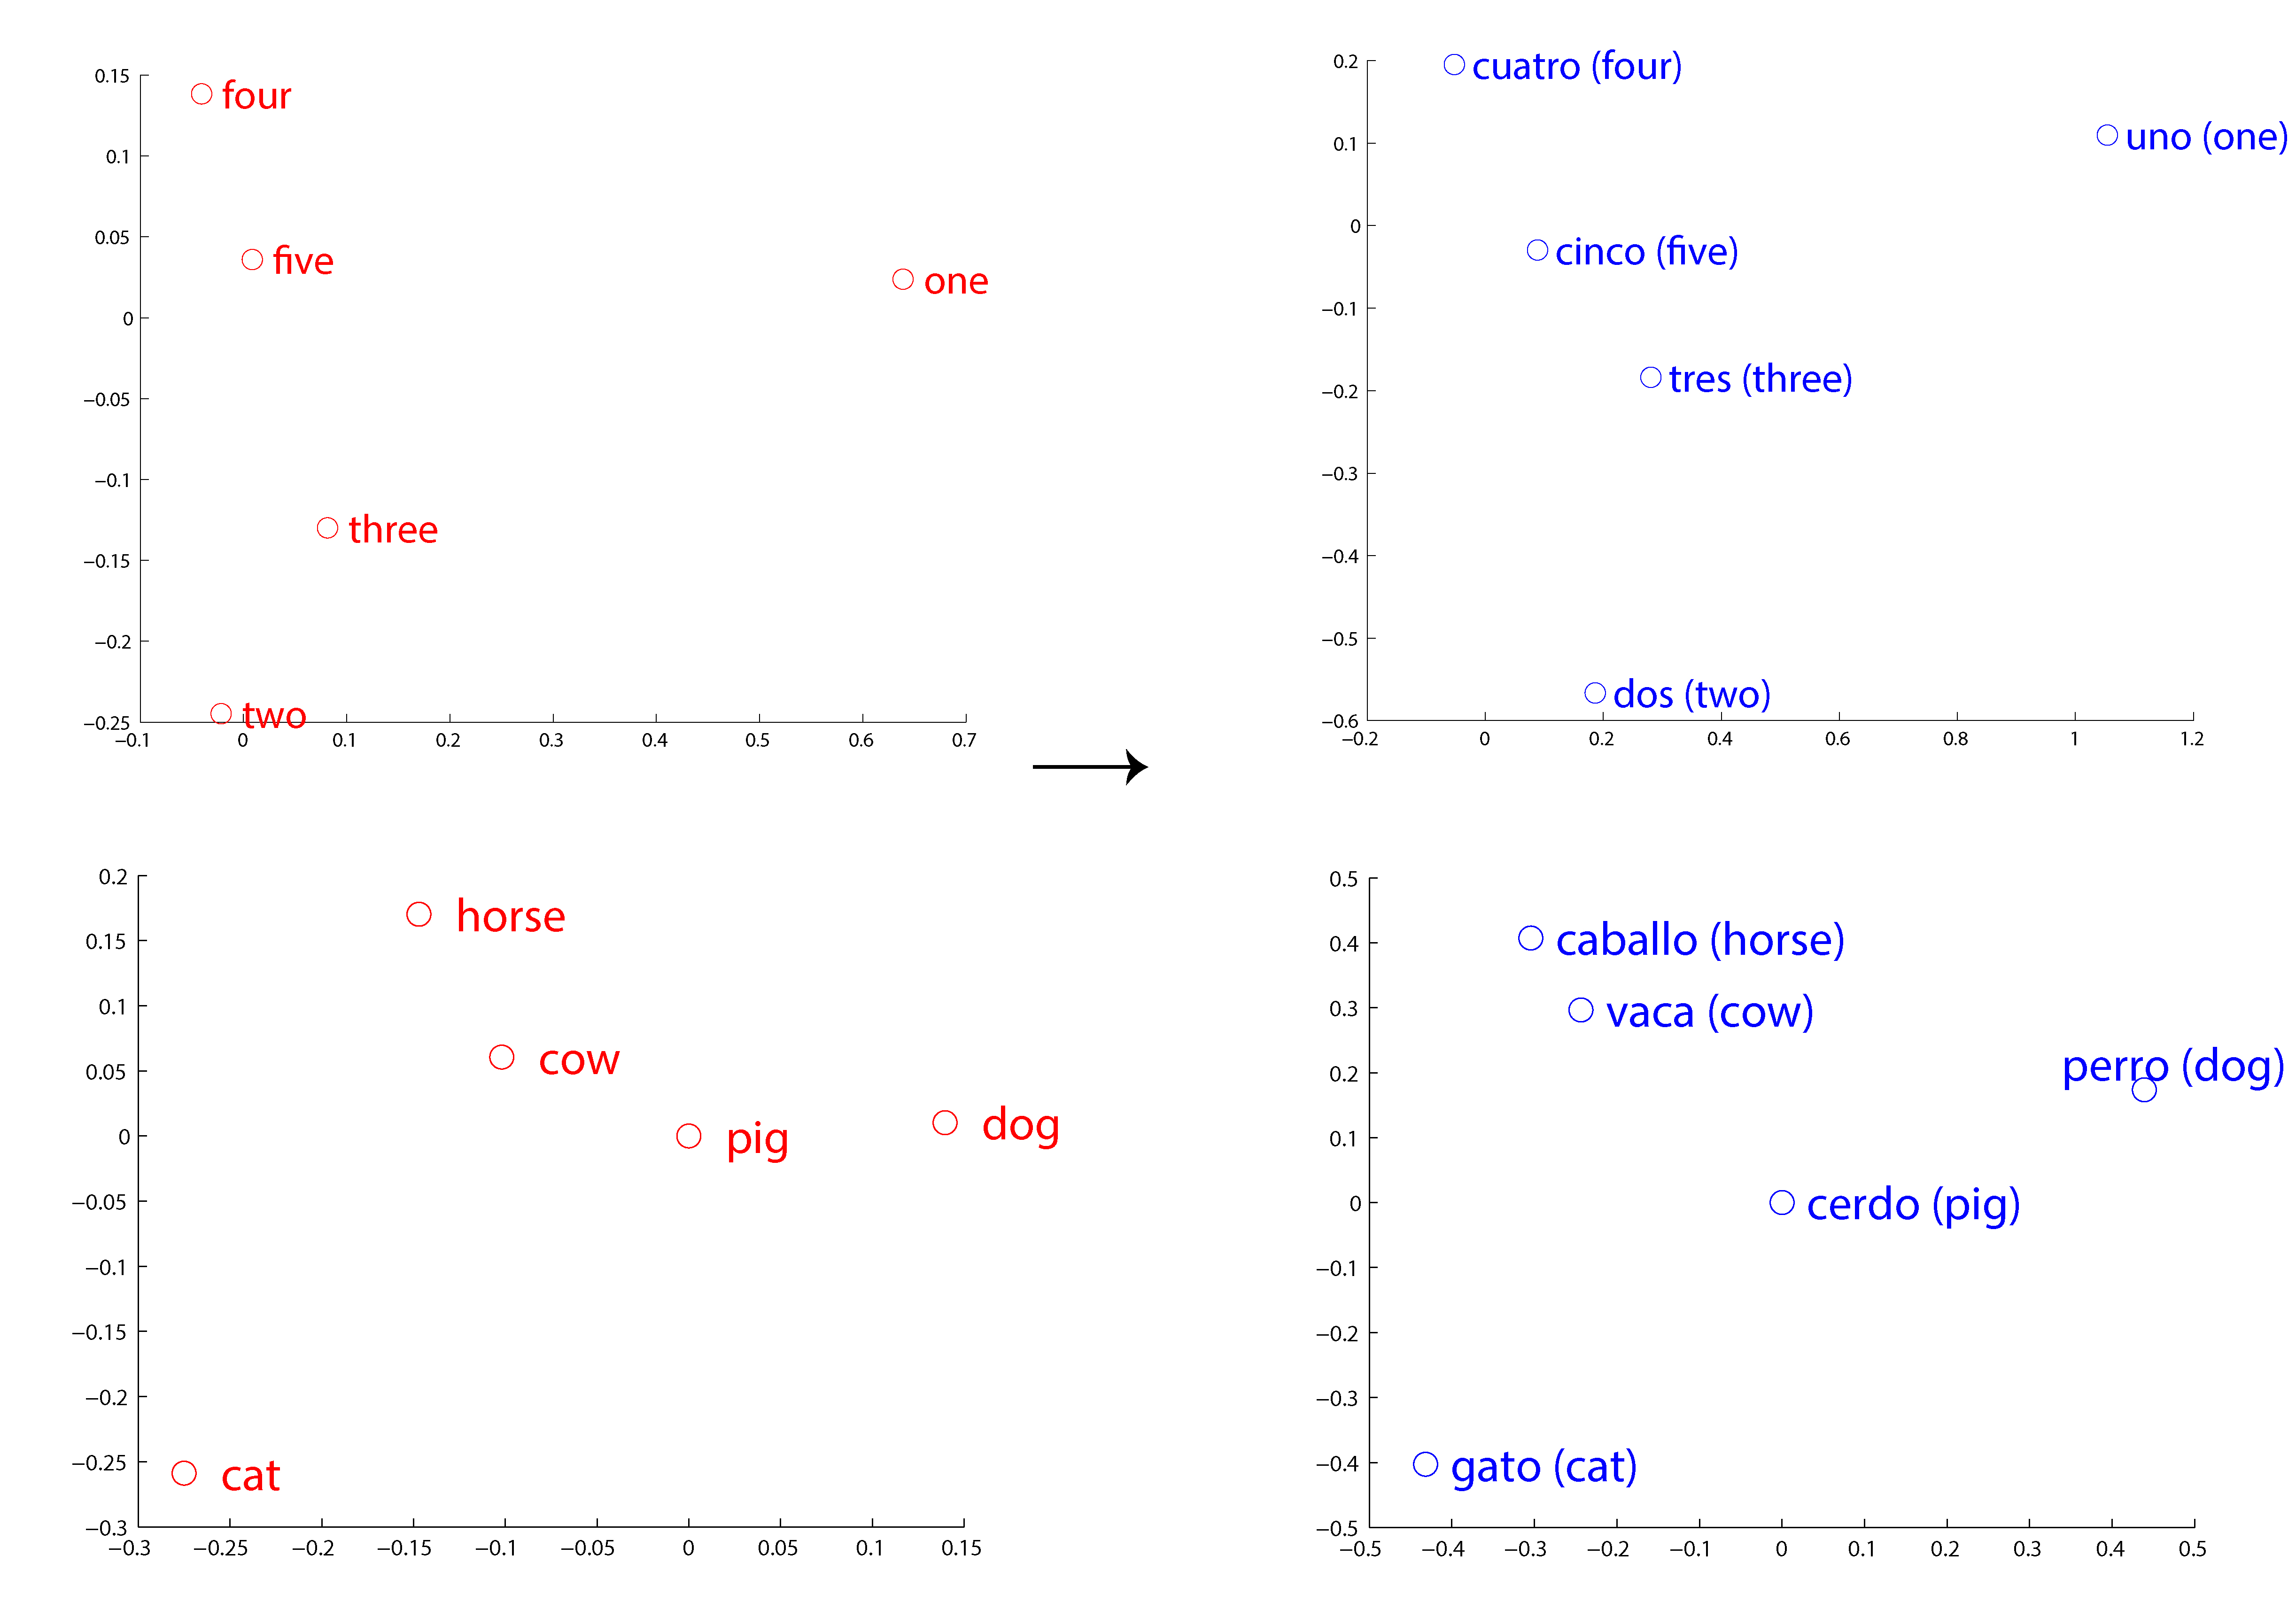 0.15
four
0.1
0.05
five
0
one
−0.05
−0.1
three
−0.15
−0.2
two
−0.25
−0.1 0 0.1 0.2 0.3 0.4 0.5 0.6 0.7
0.2
cuatro (four)
0.1
uno (one)
0
cinco (five)
−0.1
tres (three)
−0.2
−0.3
−0.4
−0.5
dos (two)
−0.6
−0.2 0 0.2 0.4 0.6 0.8 1 1.2
0.2
horse
0.15
0.1
0.05
cow
0
pig
dog
−0.05
−0.1
−0.15
−0.2
−0.25
cat
−0.3
−0.3 −0.25 −0.2 −0.15 −0.1 −0.05 0 0.05 0.1 0.15
0.5
0.4
caballo (horse)
0.3
vaca (cow)
0.2
perro (dog)
0.1
0
cerdo (pig)
−0.1
−0.2
−0.3
−0.4
gato (cat)
−0.5
−0.5 −0.4 −0.3 −0.2 −0.1 0 0.1 0.2 0.3 0.4 0.5